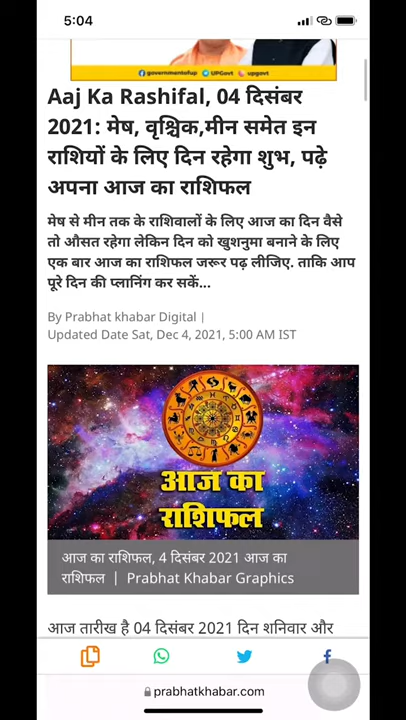 5:04
governmentofup UPGovt upgovt
Aaj Ka Rashifal, 04 दिसंबर
2021: मेष, वृश्चिक,मीन समेत इन
राशियों के लिए दिन रहेगा शुभ, पढ़े
अपना आज का राशिफल
मेष से मीन तक के राशिवालों के लिए आज का दिन वैसे
तो औसत रहेगा लेकिन दिन को खुशनुमा बनाने के लिए
एक बार आज का राशिफल जरूर पढ़ लीजिए. ताकि आप
पूरे दिन की प्लानिंग कर सकें...
By Prabhat khabar Digital |
Updated Date Sat, Dec 4, 2021, 5:00 AM IST
आज का
राशिफल
आज का राशिफल, 4 दिसंबर 2021 आज का
राशिफल | Prabhat Khabar Graphics
आज तारीख है 04 दिसंबर 2021 दिन शनिवार और
prabhatkhabar.com